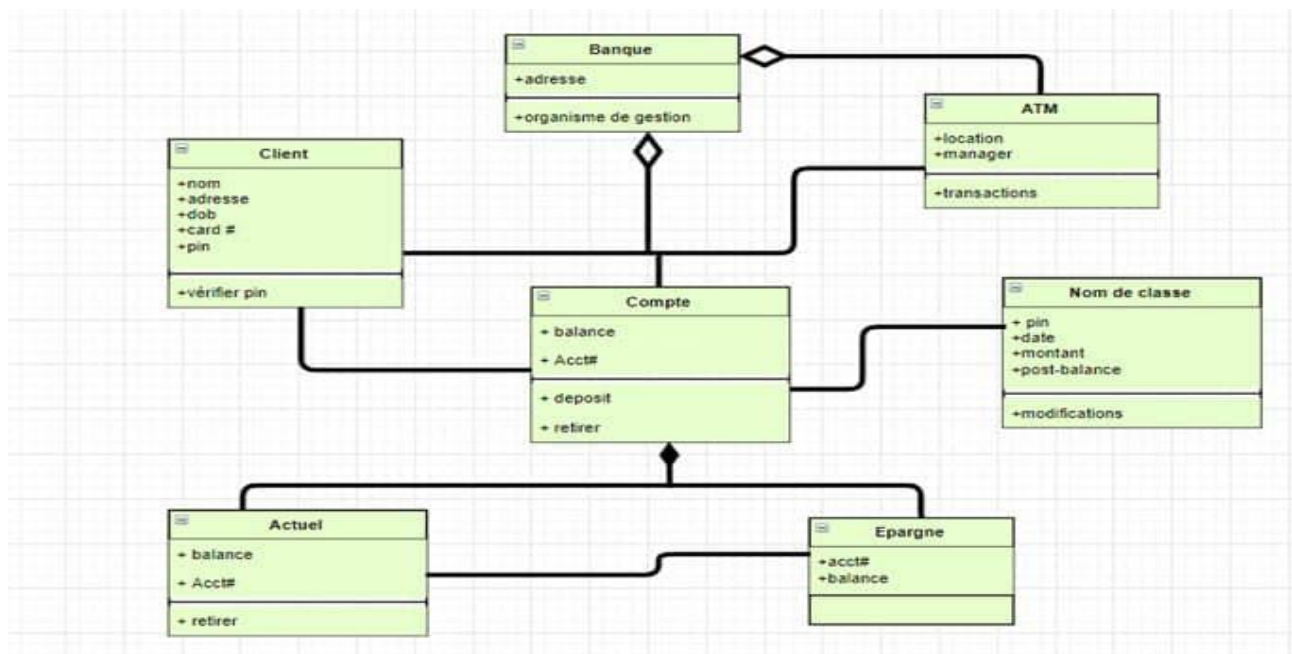 Banque
+adresse
+organisme de gestion
ATM
+location
+manager
+transactions
Client
+nom
+adresse
+dob
+card #
+pin
+vérifier pin
Compte
+ balance
+ Acct#
+ deposit
+ retirer
Nom de classe
+ pin
+date
+montant
+post-balance
+modifications
Actuel
+ balance
+ Acct#
+ retirer
Epargne
+acct#
+balance